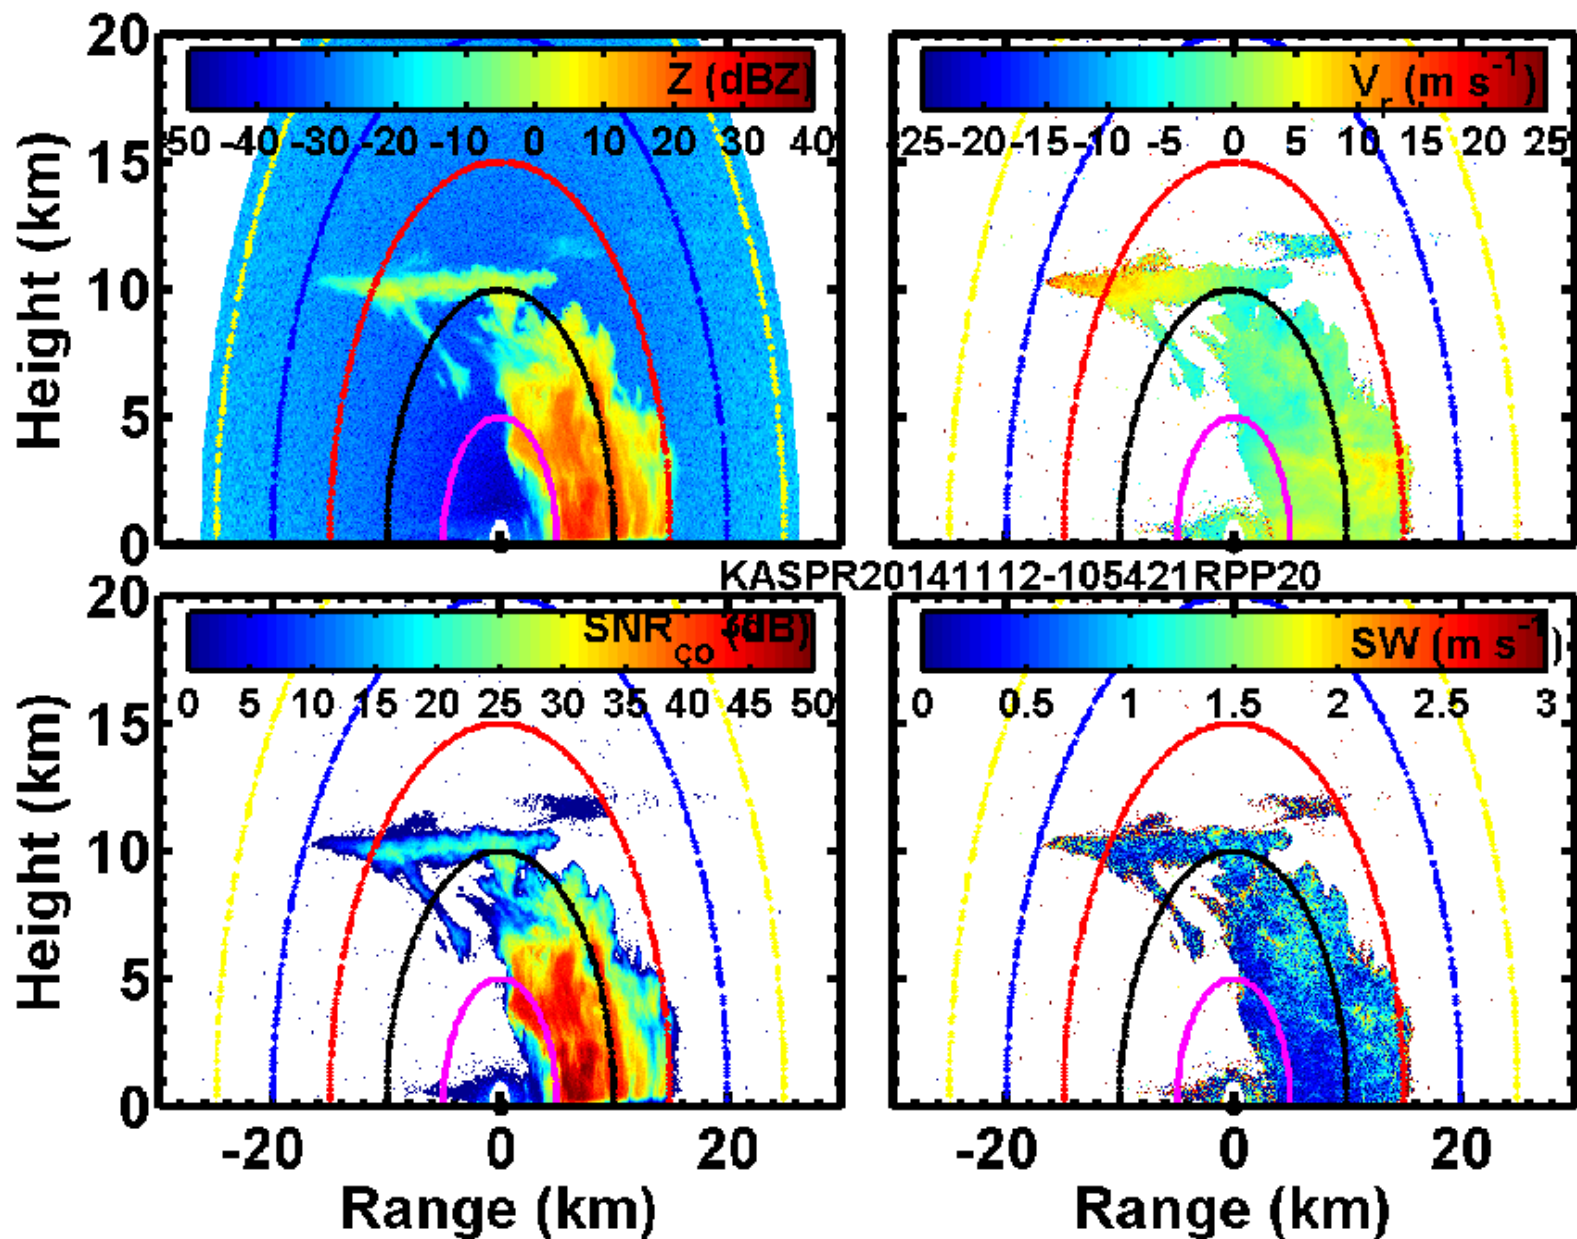 20
Z (dBZ)
V_r (m s^-1)
-50 -40 -30 -20 -10 0 10 20 30 40
-25 -20 -15 -10 -5 0 5 10 15 20 25
15
Height (km)
10
5
0
KASPR20141112-105421RPP20
20
SNR_co (dB)
SW (m s^-1)
0 5 10 15 20 25 30 35 40 45 50
0 0.5 1 1.5 2 2.5 3
15
Height (km)
10
5
0
-20 0 20
-20 0 20
Range (km)
Range (km)